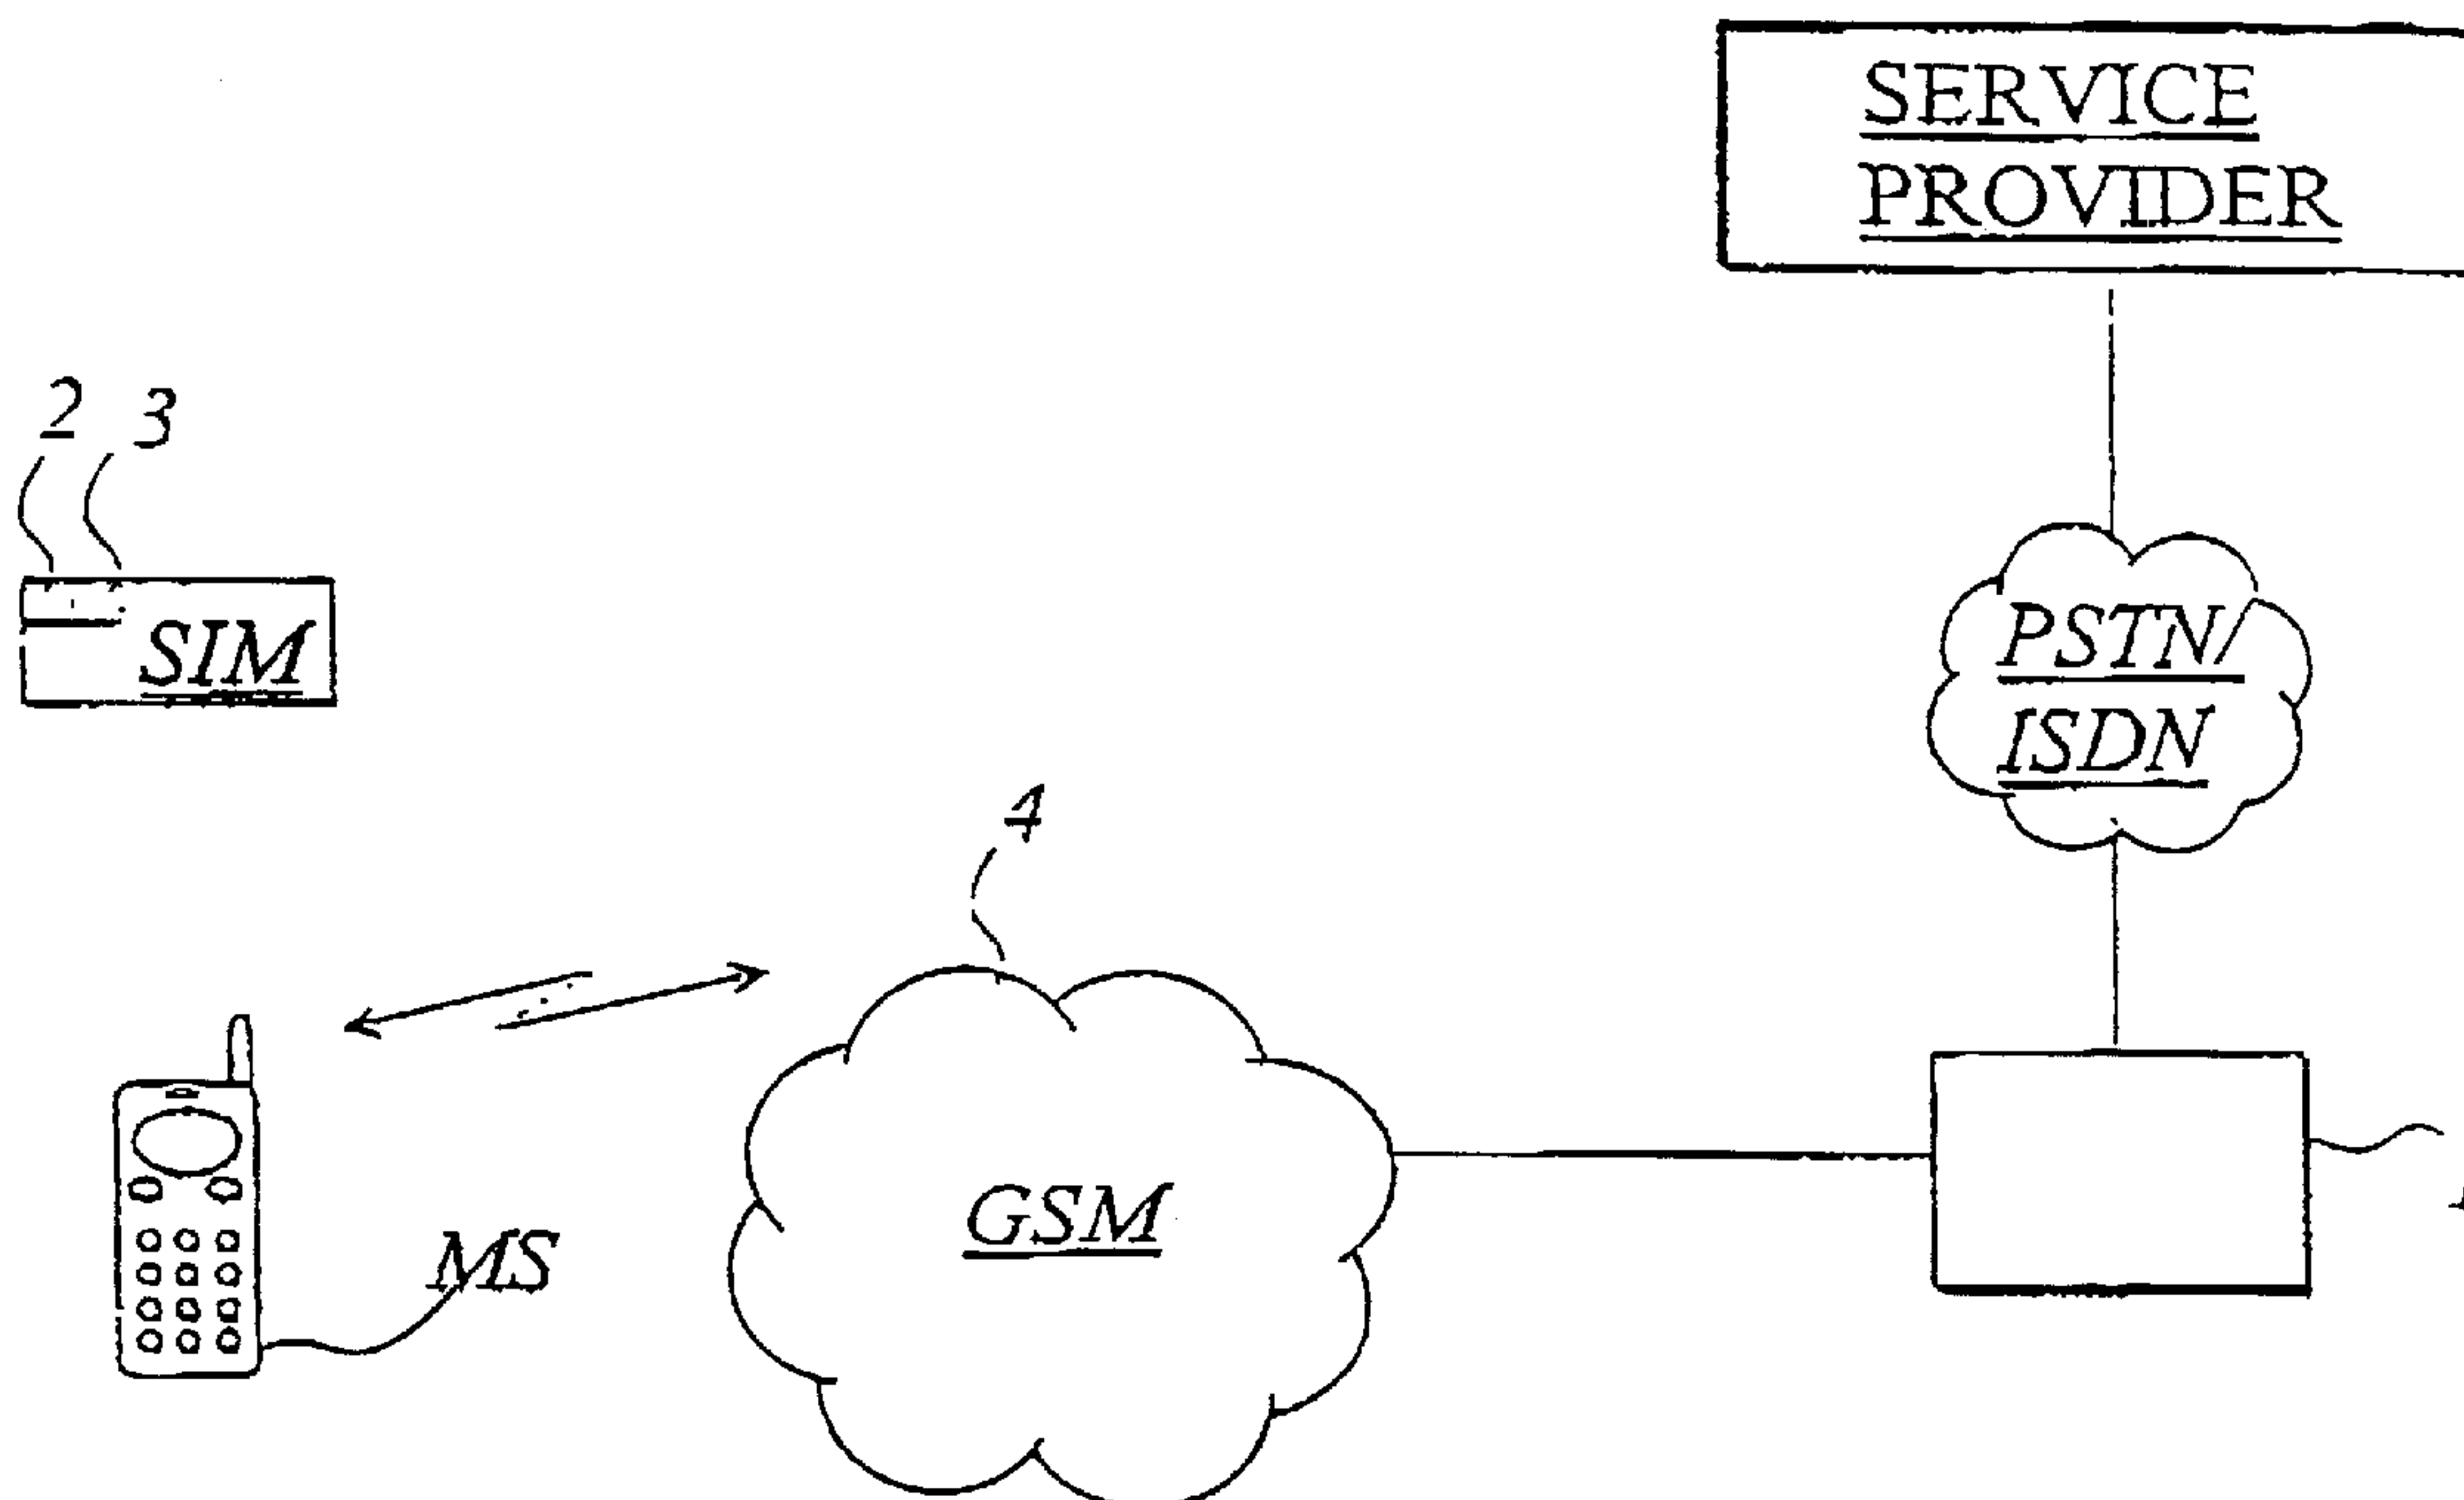 SERVICE
PROVIDER
2 3
SIM
PSTN/
ISDN
4
GSM
MS